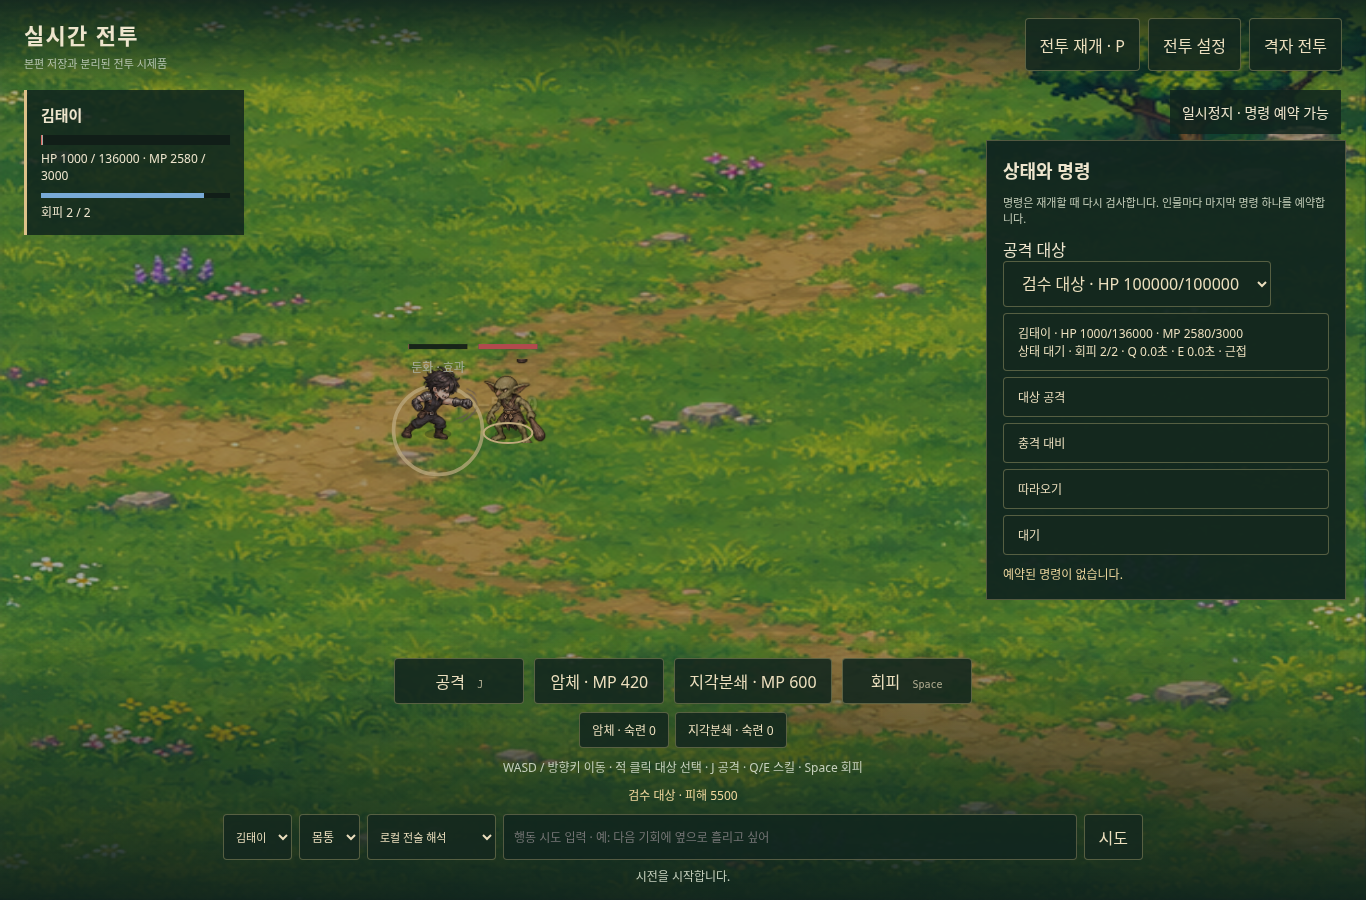 실시간 전투
본편 저장과 분리된 전투 시제품
전투 재개 · P
전투 설정
격자 전투
일시정지 · 명령 예약 가능
김태이
HP 1000 / 136000 · MP 2580 /
3000
회피 2 / 2
상태와 명령
명령은 재개할 때 다시 검사합니다. 인물마다 마지막 명령 하나를 예약합
니다.
공격 대상
검수 대상 · HP 100000/100000
김태이 · HP 1000/136000 · MP 2580/3000
상태 대기 · 회피 2/2 · Q 0.0초 · E 0.0초 · 근접
대상 공격
충격 대비
따라오기
대기
예약된 명령이 없습니다.
둔화 · 효과
공격 J
암체 · MP 420
지각분쇄 · MP 600
회피 Space
암체 · 숙련 0
지각분쇄 · 숙련 0
WASD / 방향키 이동 · 적 클릭 대상 선택 · J 공격 · Q/E 스킬 · Space 회피
검수 대상 · 피해 5500
김태이
몸통
로컬 전술 해석
행동 시도 입력 · 예: 다음 기회에 옆으로 흘리고 싶어
시도
시전을 시작합니다.